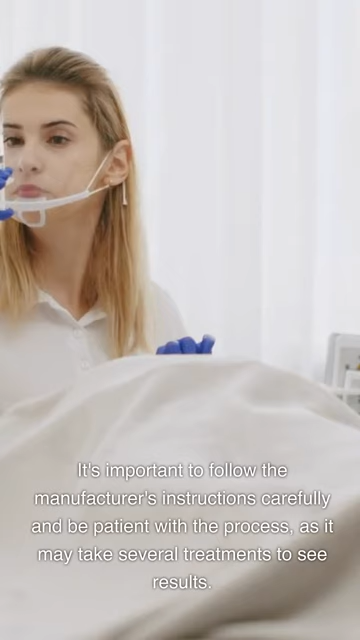 It's important to follow the
manufacturer's instructions carefully
and be patient with the process, as it
may take several treatments to see
results.